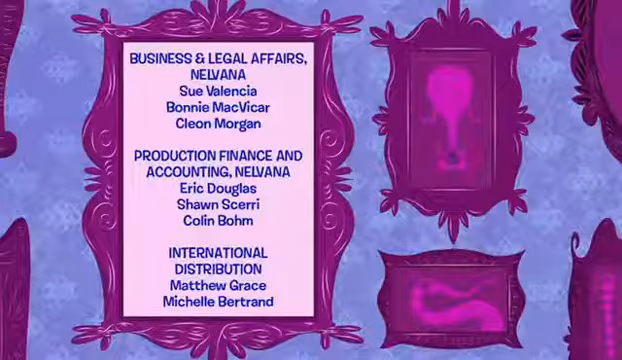 BUSINESS & LEGAL AFFAIRS,
NELVANA
Sue Valencia
Bonnie MacVicar
Cleon Morgan
PRODUCTION FINANCE AND
ACCOUNTING, NELVANA
Eric Douglas
Shawn Scerri
Colin Bohm
INTERNATIONAL
DISTRIBUTION
Matthew Grace
Michelle Bertrand